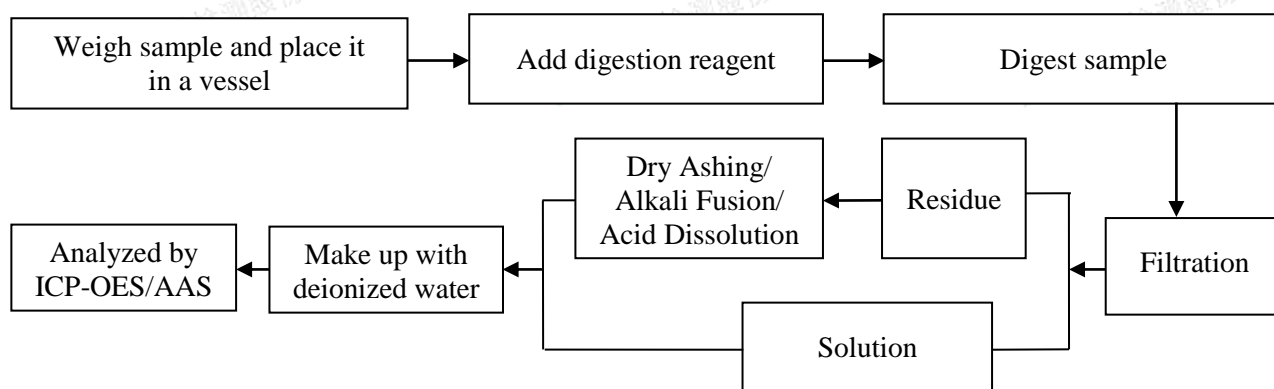 Weigh sample and place it
in a vessel
Add digestion reagent
Digest sample
Filtration
Residue
Dry Ashing/
Alkali Fusion/
Acid Dissolution
Solution
Make up with
deionized water
Analyzed by
ICP-OES/AAS